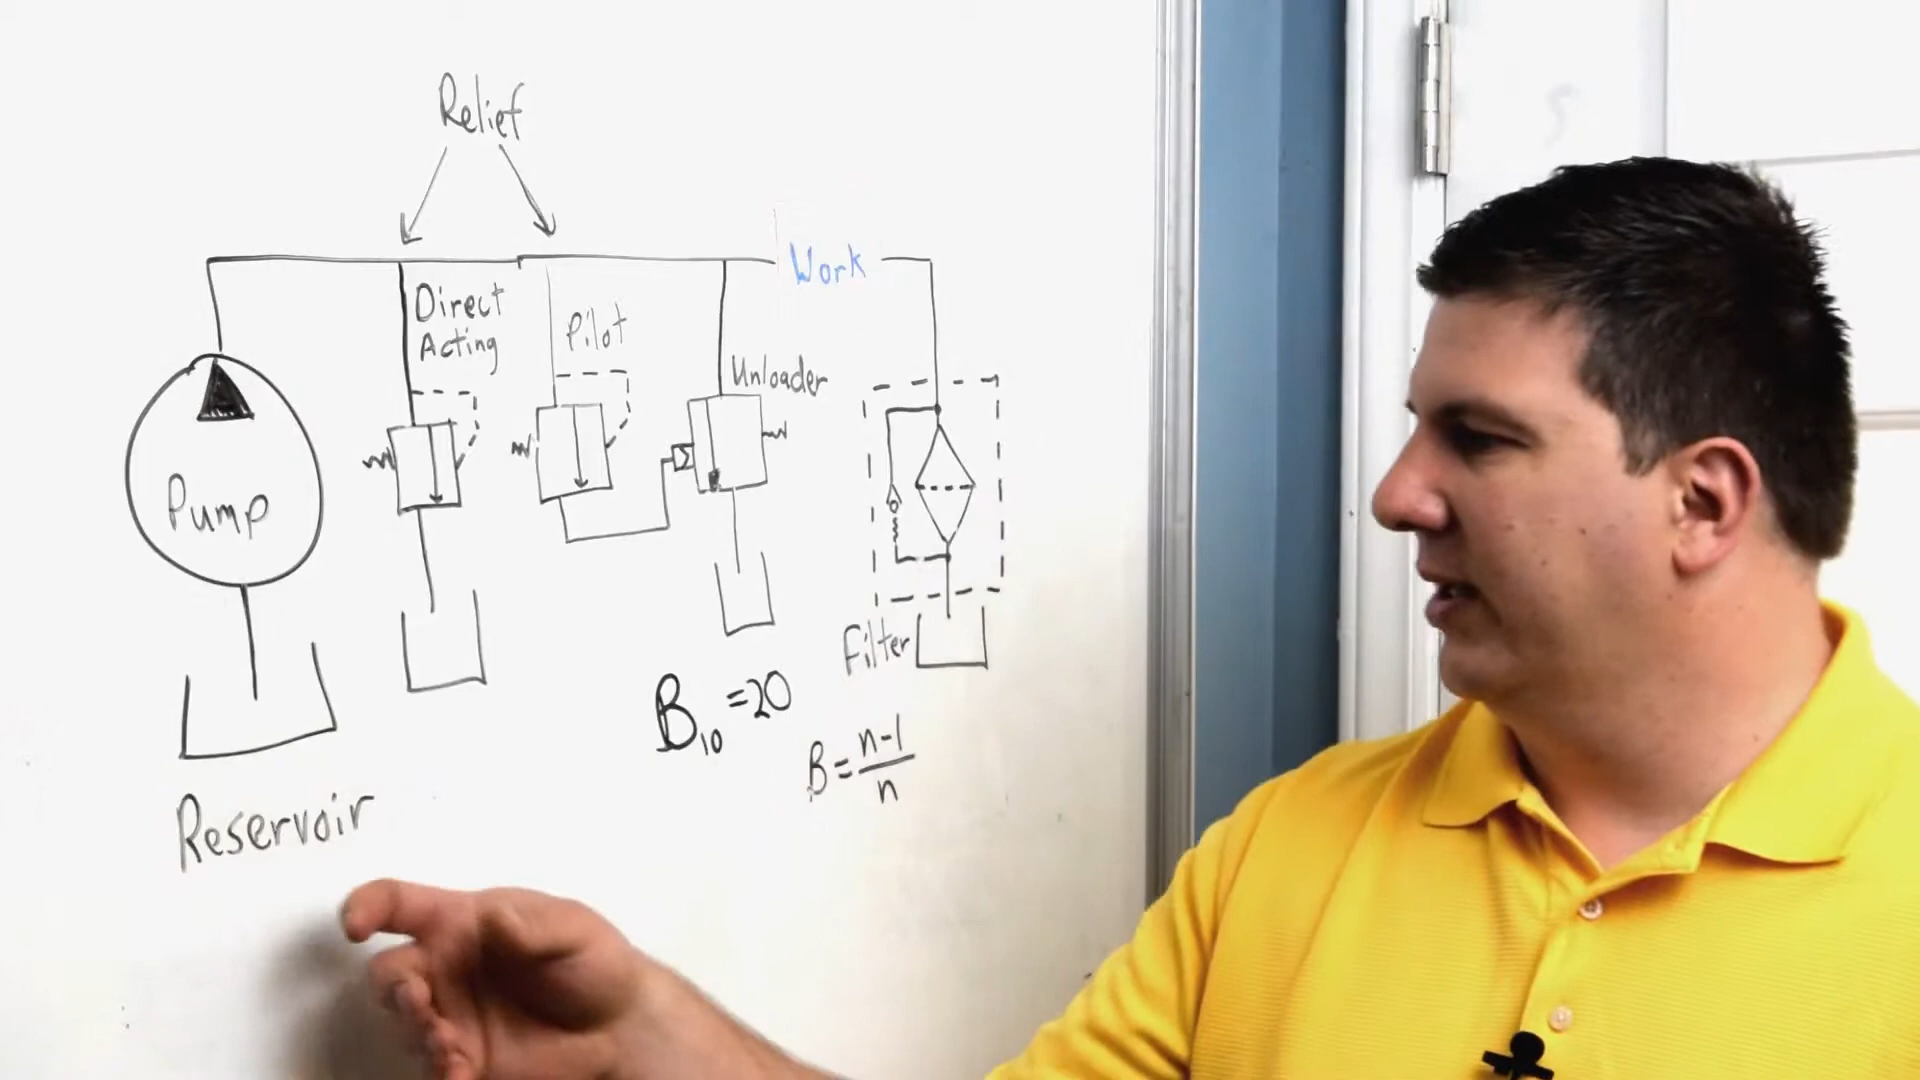 Relief
Work
Direct
Acting
Pilot
Unloader
Pump
Filter
B₁₀ = 20
B = n-1
n
Reservoir